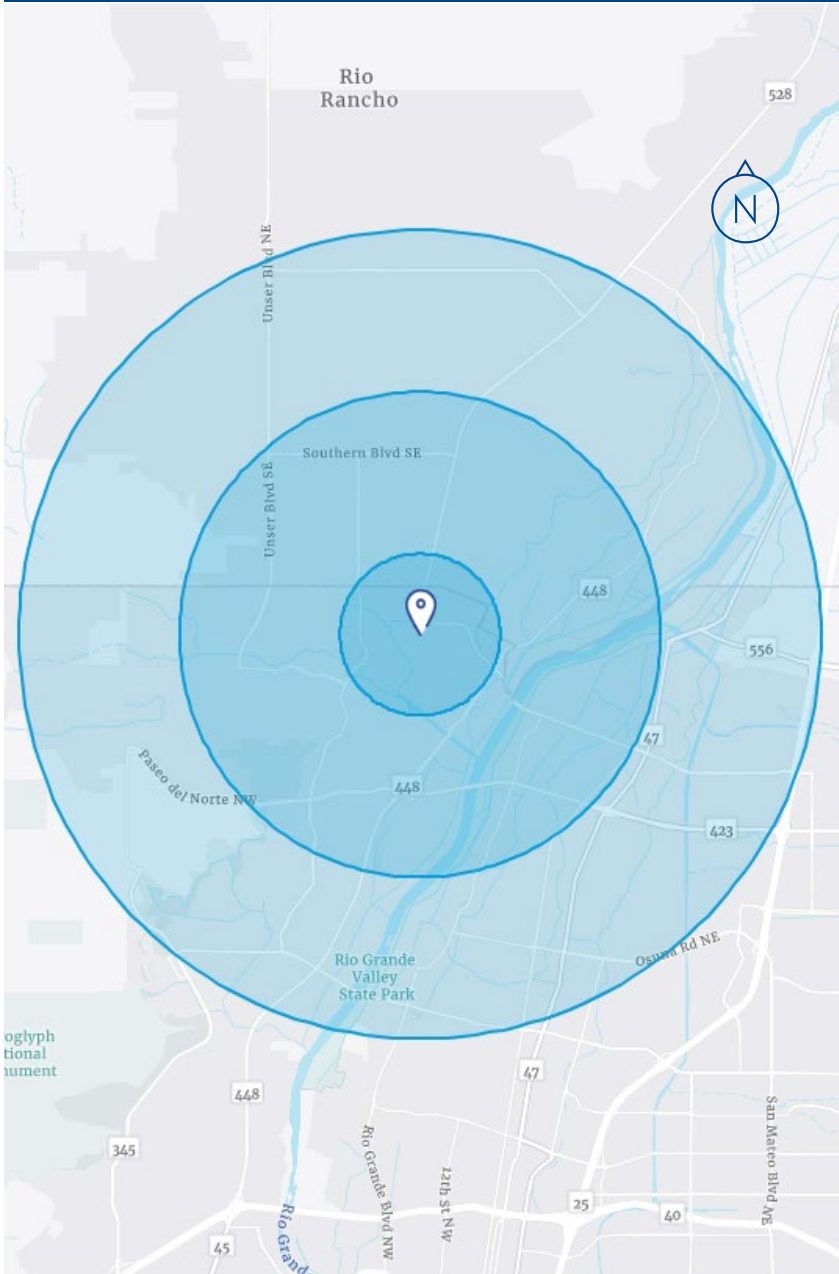 Rio
Rancho
528
N
Unser Blvd NE
Southern Blvd SE
Unser Blvd SE
448
556
47
Paseo del Norte NW
448
423
Osuna Rd NE
Rio Grande
Valley
State Park
oglyph
tional
nument
47
448
345
San Mateo Blvd NE
Rio Grande Blvd NW
12th St NW
25
40
45
Rio Grand